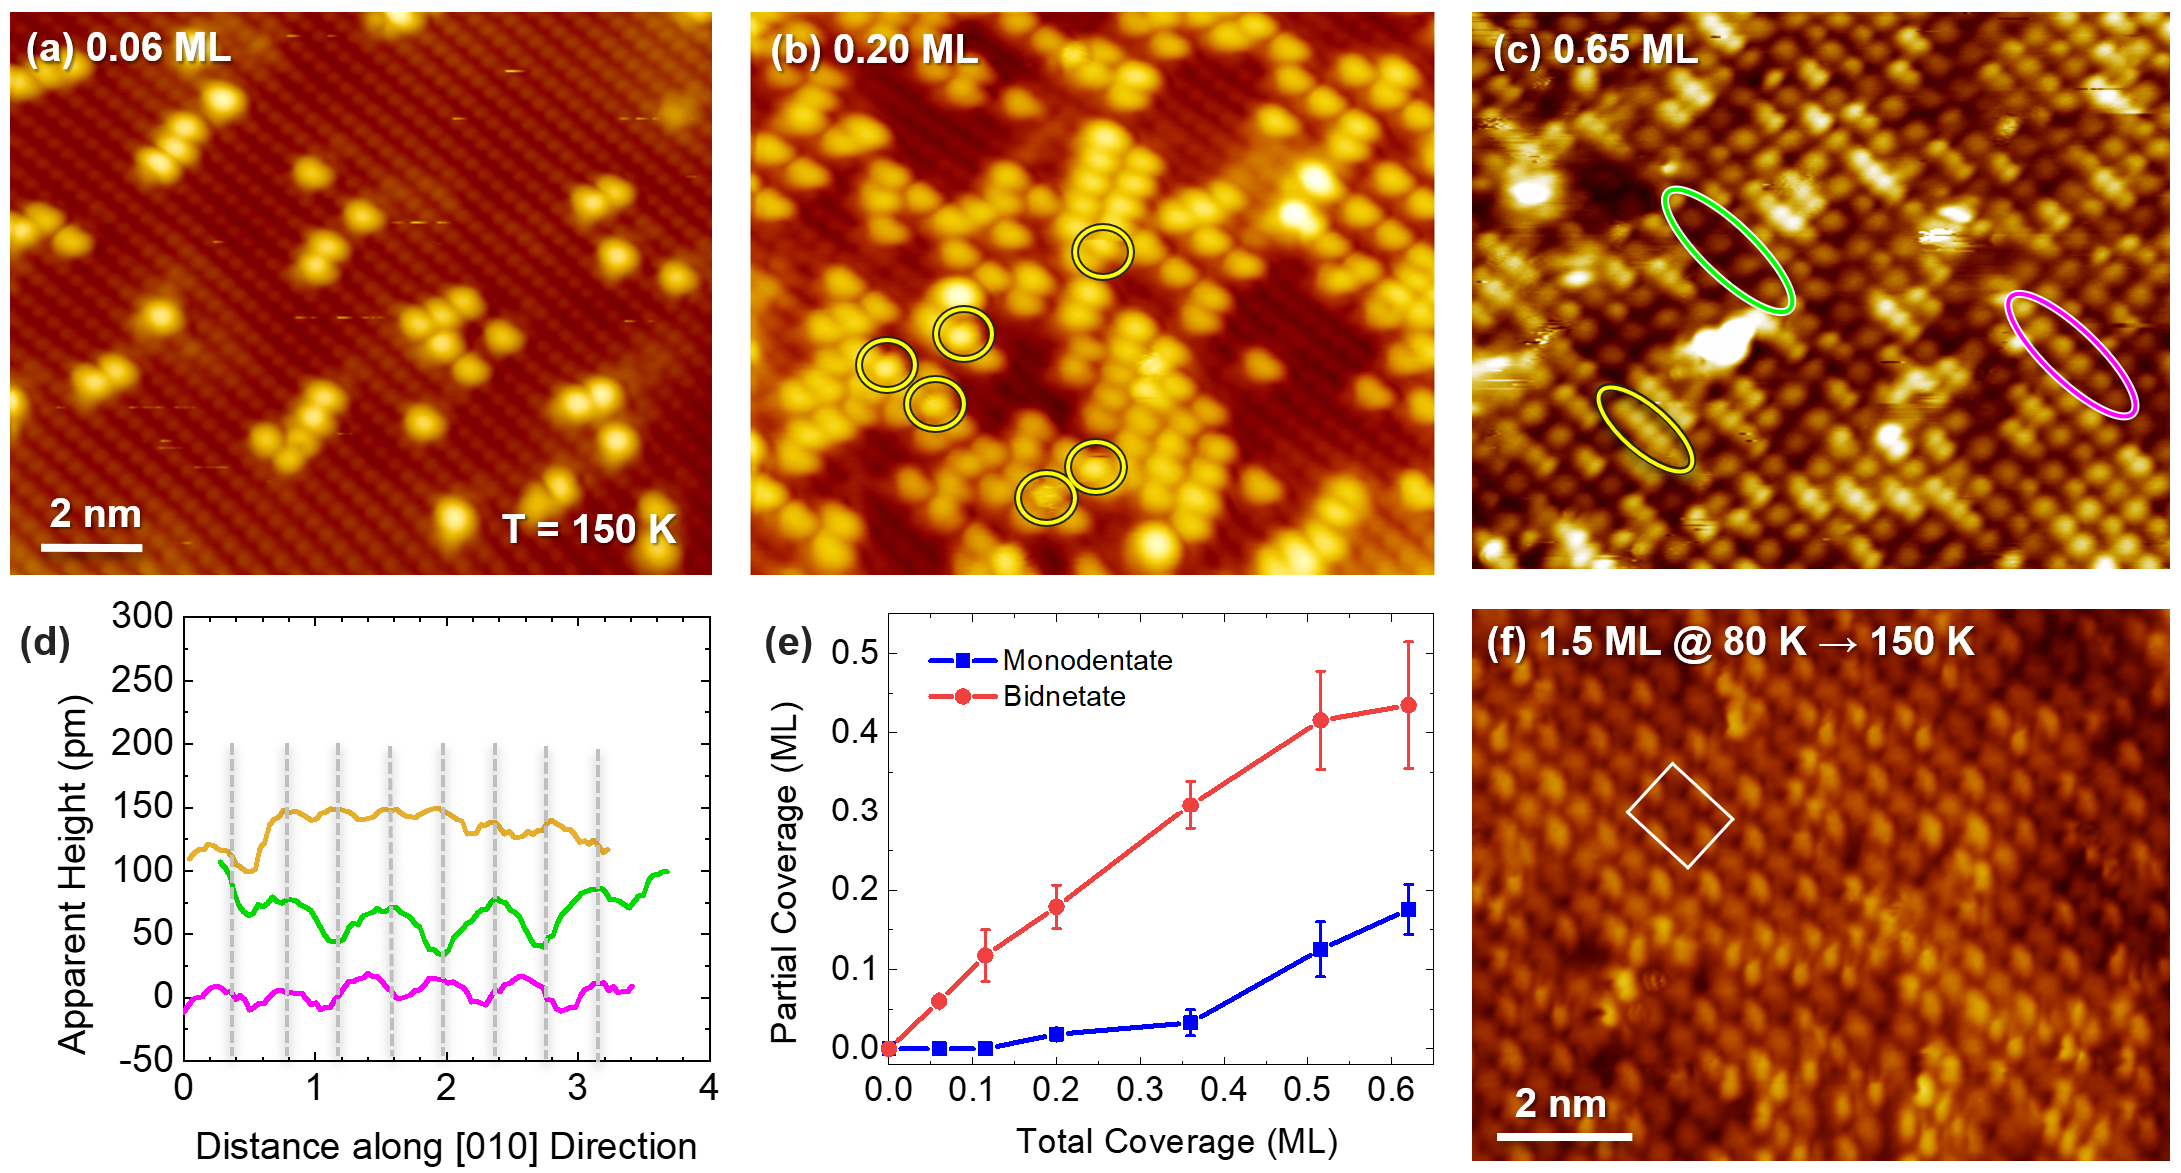 (a) 0.06 ML
2 nm
T = 150 K
(b) 0.20 ML
(c) 0.65 ML
(d)
300
250
200
150
100
50
0
-50
0 1 2 3 4
Apparent Height (pm)
Distance along [010] Direction
(e)
Monodentate
Bidnetate
0.5
0.4
0.3
0.2
0.1
0.0
0.0 0.1 0.2 0.3 0.4 0.5 0.6
Partial Coverage (ML)
Total Coverage (ML)
(f) 1.5 ML @ 80 K → 150 K
2 nm